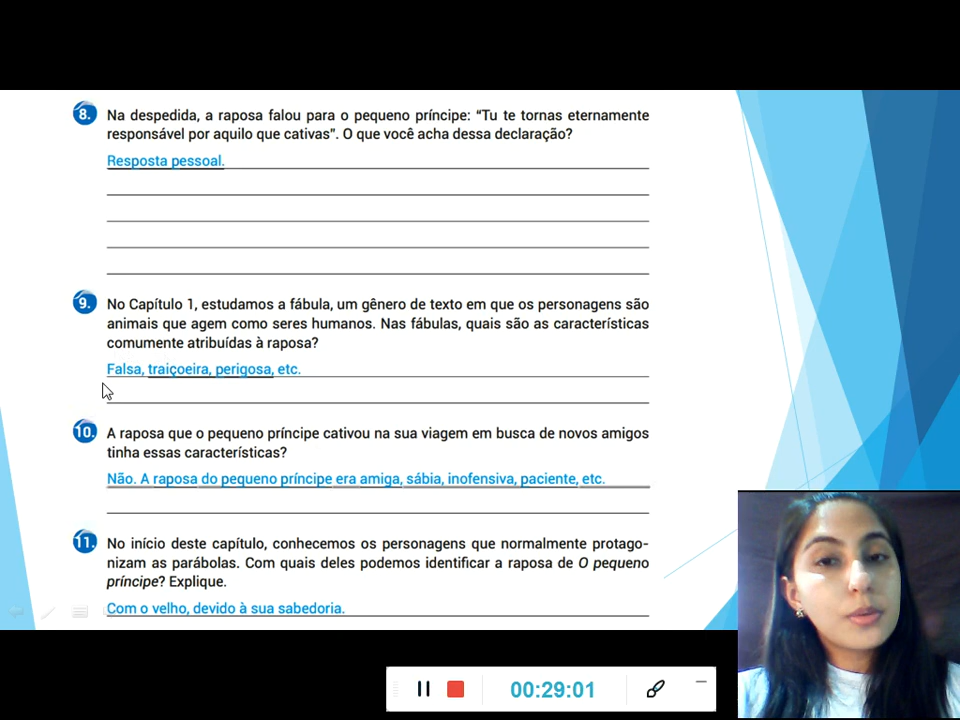 8. Na despedida, a raposa falou para o pequeno príncipe: “Tu te tornas eternamente
responsável por aquilo que cativas”. O que você acha dessa declaração?
Resposta pessoal.
9. No Capítulo 1, estudamos a fábula, um gênero de texto em que os personagens são
animais que agem como seres humanos. Nas fábulas, quais são as características
comumente atribuídas à raposa?
Falsa, traiçoeira, perigosa, etc.
10. A raposa que o pequeno príncipe cativou na sua viagem em busca de novos amigos
tinha essas características?
Não. A raposa do pequeno príncipe era amiga, sábia, inofensiva, paciente, etc.
11. No início deste capítulo, conhecemos os personagens que normalmente protago-
nizam as parábolas. Com quais deles podemos identificar a raposa de O pequeno
príncipe? Explique.
Com o velho, devido à sua sabedoria.
00:29:01